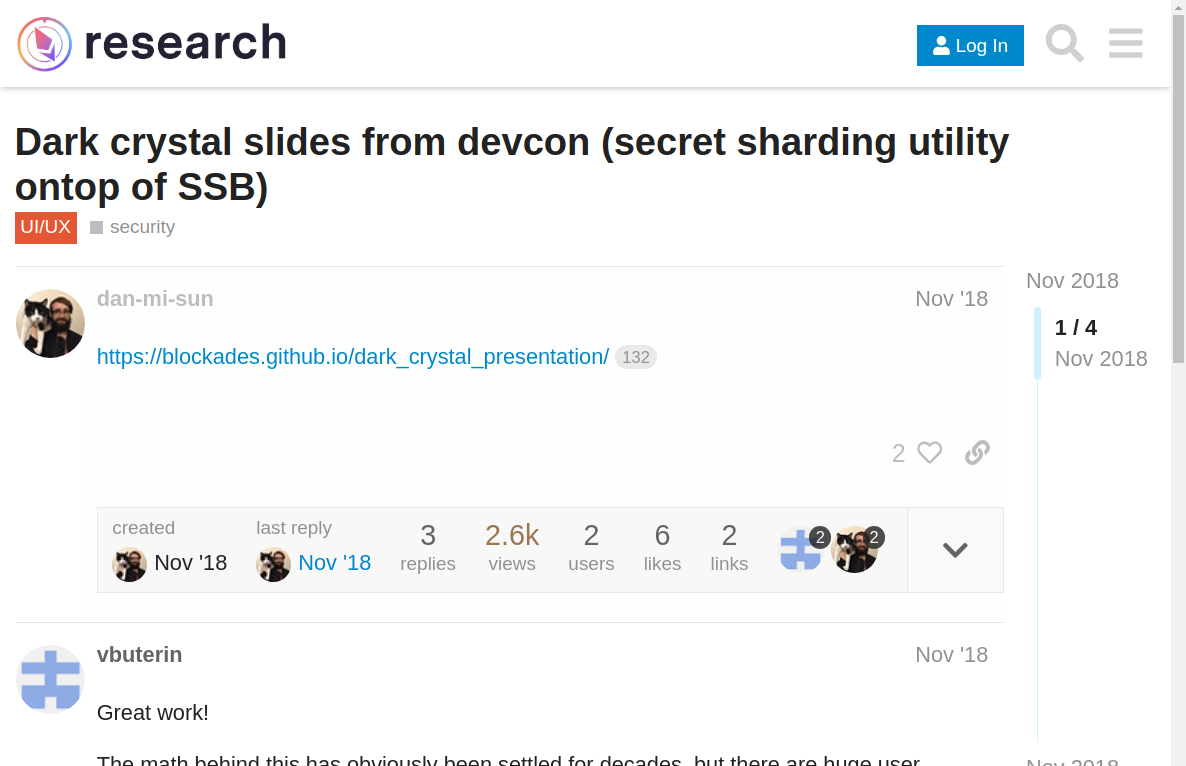 research
Log In
Dark crystal slides from devcon (secret sharding utility
ontop of SSB)
UI/UX security
Nov 2018
1 / 4
Nov 2018
dan-mi-sun Nov '18
https://blockades.github.io/dark_crystal_presentation/ 132
2
created
Nov '18
last reply
Nov '18
3
replies
2.6k
views
2
users
6
likes
2
links
2
2
vbuterin Nov '18
Great work!
The math behind this has obviously been settled for decades, but there are huge user
Nov 2018